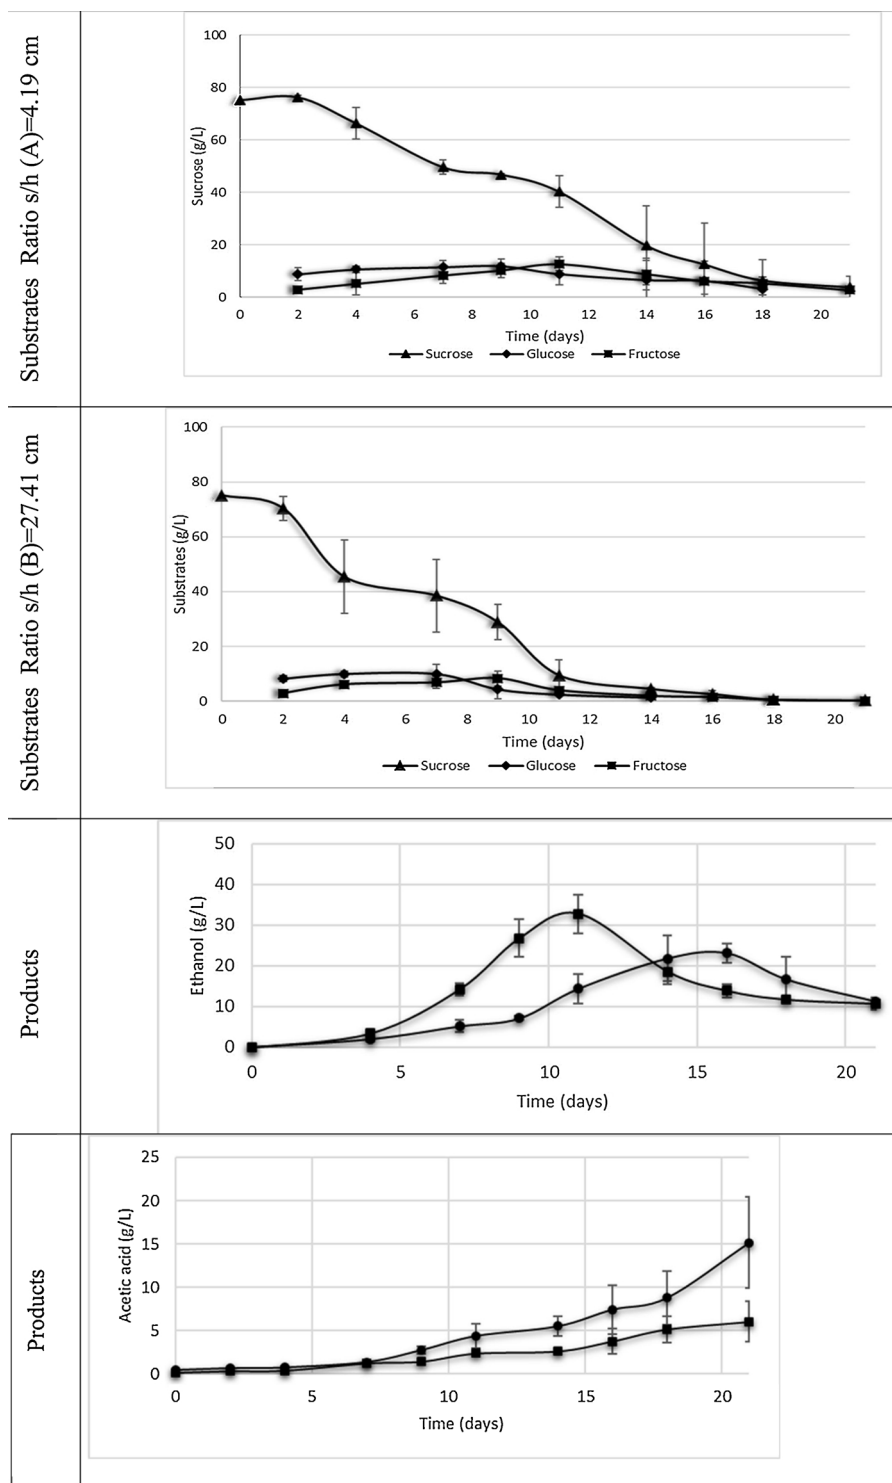 Substrates Ratio s/h (A)=4.19 cm
Sucrose (g/L)
100
80
60
40
20
0
0 2 4 6 8 10 12 14 16 18 20
Time (days)
Sucrose Glucose Fructose
Substrates Ratio s/h (B)=27.41 cm
Substrates (g/L)
100
80
60
40
20
0
0 2 4 6 8 10 12 14 16 18 20
Time (days)
Sucrose Glucose Fructose
Products
Ethanol (g/L)
50
40
30
20
10
0
0 5 10 15 20
Time (days)
Products
Acetic acid (g/L)
25
20
15
10
5
0
0 5 10 15 20
Time (days)